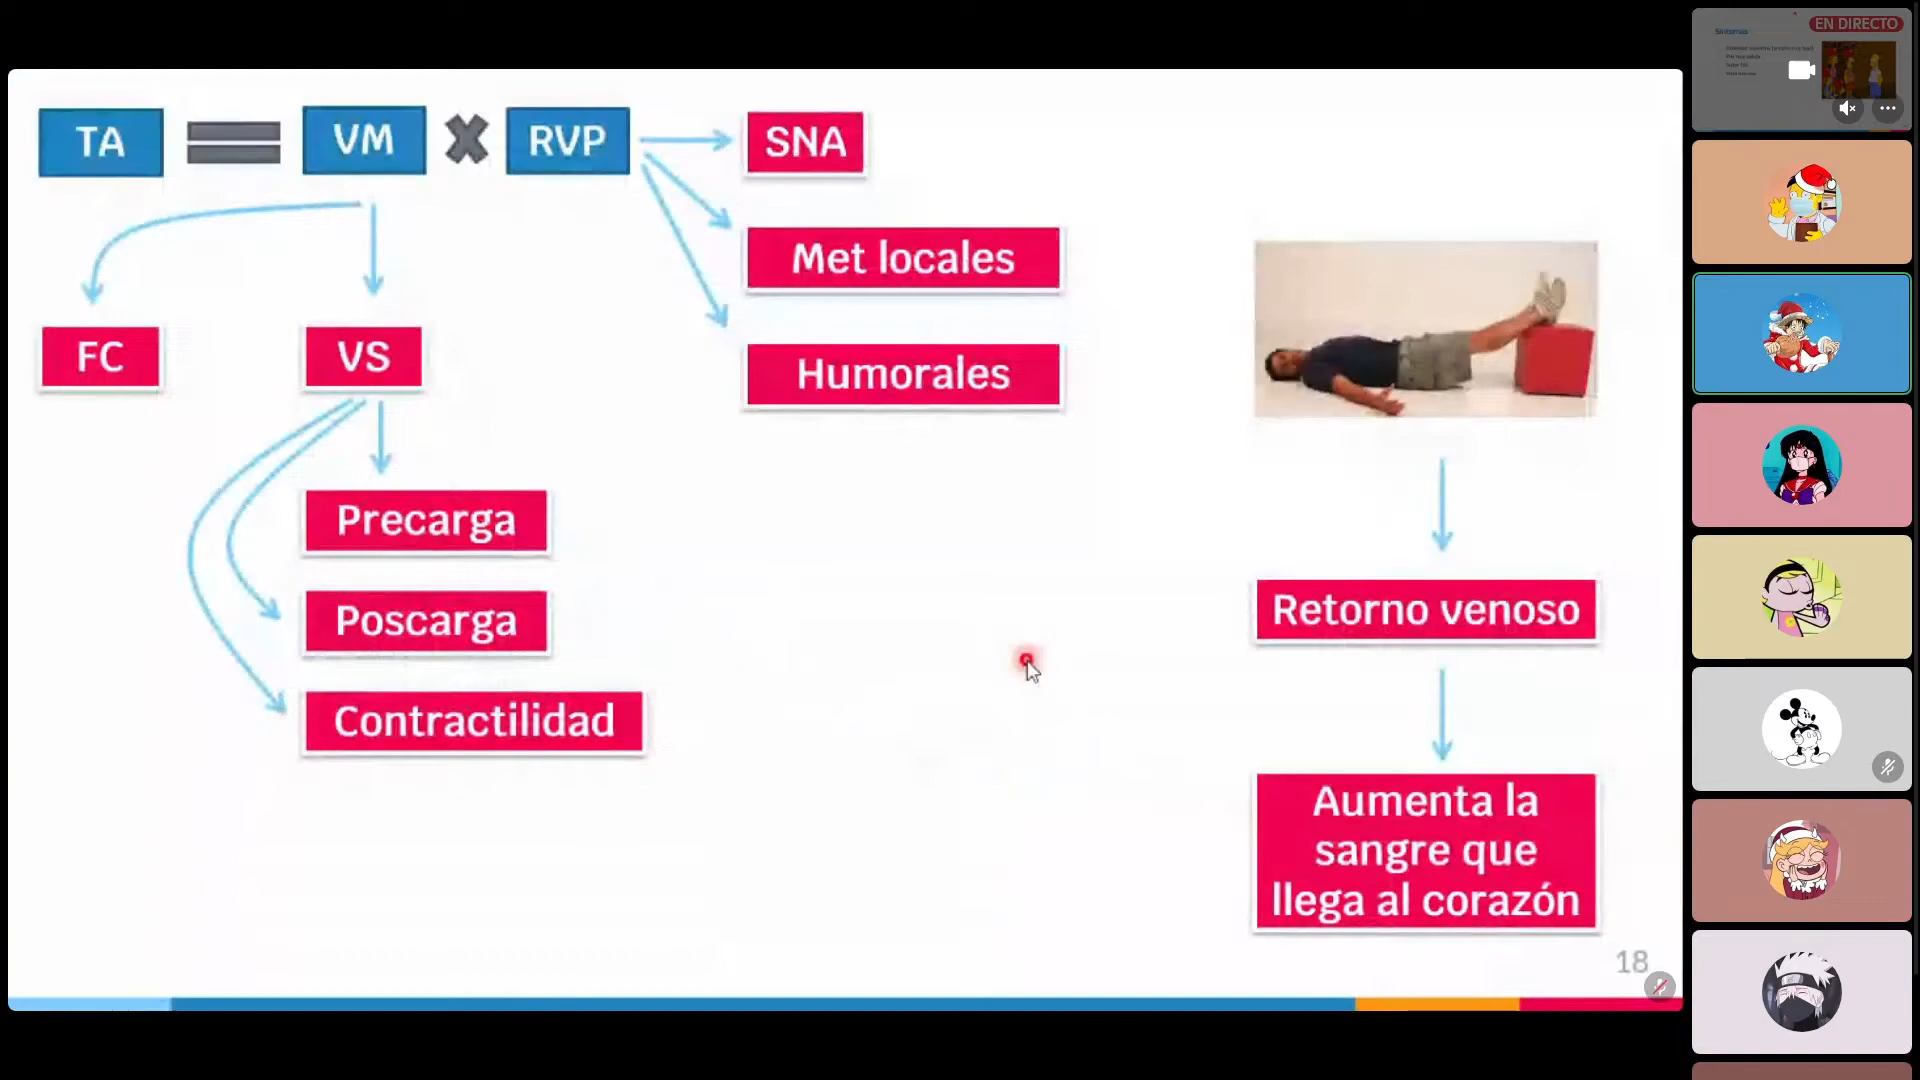 TA
VM
RVP
SNA
Met locales
Humorales
FC
VS
Precarga
Poscarga
Contractilidad
Retorno venoso
Aumenta la
sangre que
llega al corazón
18
EN DIRECTO
Síntomas